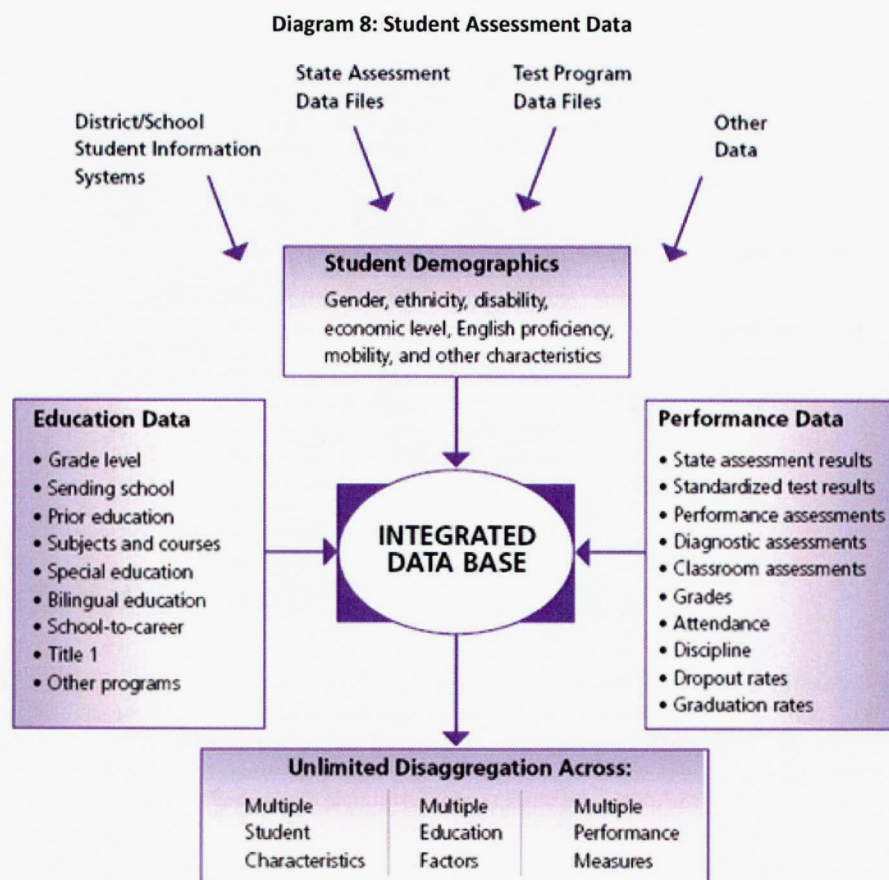 Diagram 8: Student Assessment Data
State Assessment
Data Files
Test Program
Data Files
District/School
Student Information
Systems
Other
Data
Student Demographics
Gender, ethnicity, disability,
economic level, English proficiency,
mobility, and other characteristics
Education Data
• Grade level
• Sending school
• Prior education
• Subjects and courses
• Special education
• Bilingual education
• School-to-career
• Title 1
• Other programs
INTEGRATED
DATA BASE
Performance Data
• State assessment results
• Standardized test results
• Performance assessments
• Diagnostic assessments
• Classroom assessments
• Grades
• Attendance
• Discipline
• Dropout rates
• Graduation rates
Unlimited Disaggregation Across:
Multiple
Student
Characteristics
Multiple
Education
Factors
Multiple
Performance
Measures